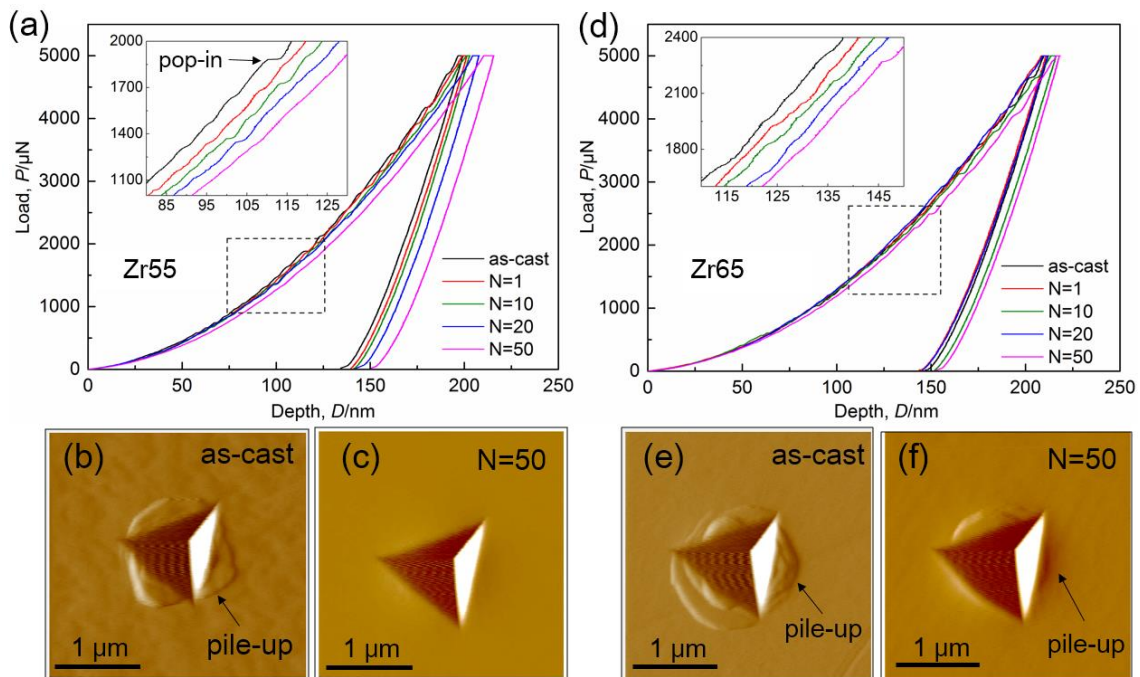 (a)
5000
4000
3000
2000
1000
0
Load, P/µN
0 50 100 150 200 250
Depth, D/nm
2000
1700
1400
1100
85 95 105 115 125
pop-in
Zr55
as-cast
N=1
N=10
N=20
N=50
(d)
5000
4000
3000
2000
1000
0
Load, P/µN
0 50 100 150 200 250
Depth, D/nm
2400
2100
1800
115 125 135 145
Zr65
as-cast
N=1
N=10
N=20
N=50
(b) as-cast
pile-up
1 µm
(c) N=50
1 µm
(e) as-cast
pile-up
1 µm
(f) N=50
pile-up
1 µm